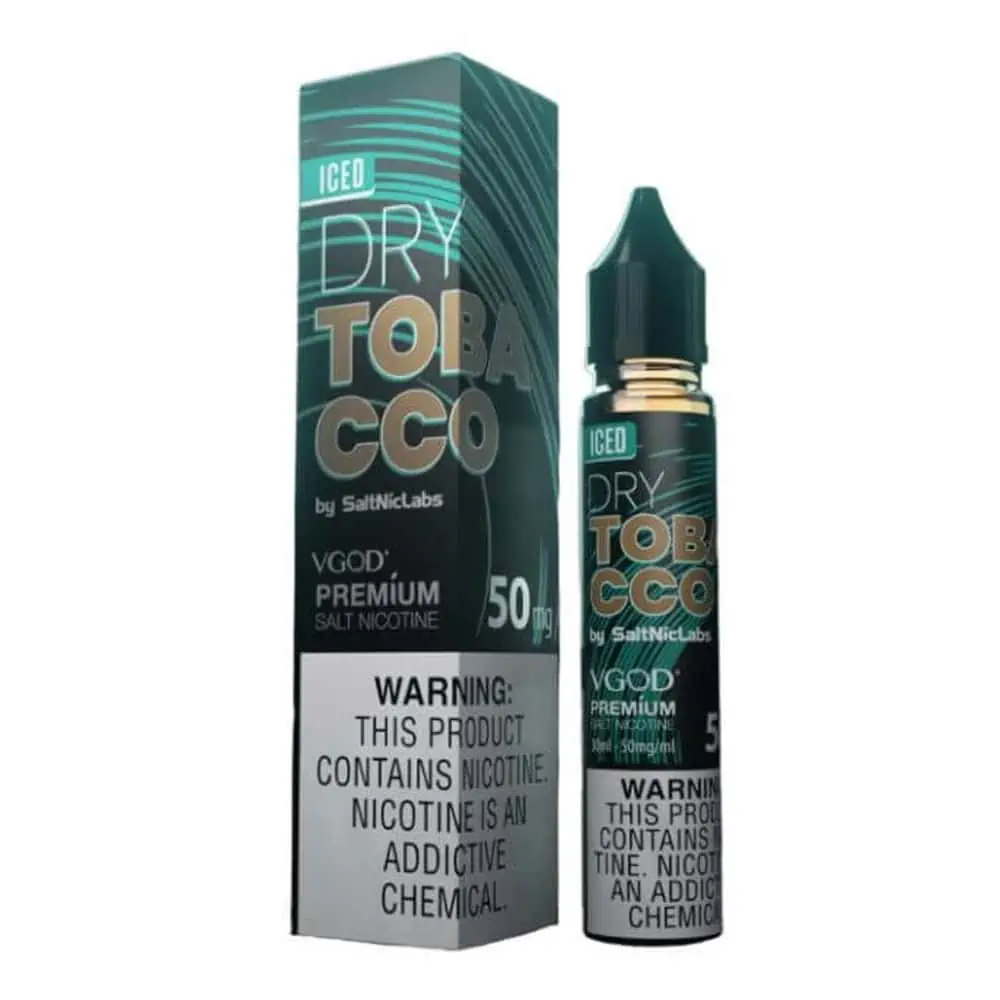 ICED
DRY
TOBA
CCO
by SaltNicLabs
VGOD
PREMIUM
SALT NICOTINE
50mg
WARNING:
THIS PRODUCT
CONTAINS NICOTINE.
NICOTINE IS AN
ADDICTIVE
CHEMICAL.
ICED
DRY
TOBA
CCO
by SaltNicLabs
VGOD
PREMIUM
SALT NICOTINE
30ml - 50mg/ml
5
WARNIN
THIS PROD
CONTAINS N
TINE. NICOT
AN ADDICT
CHEMIC